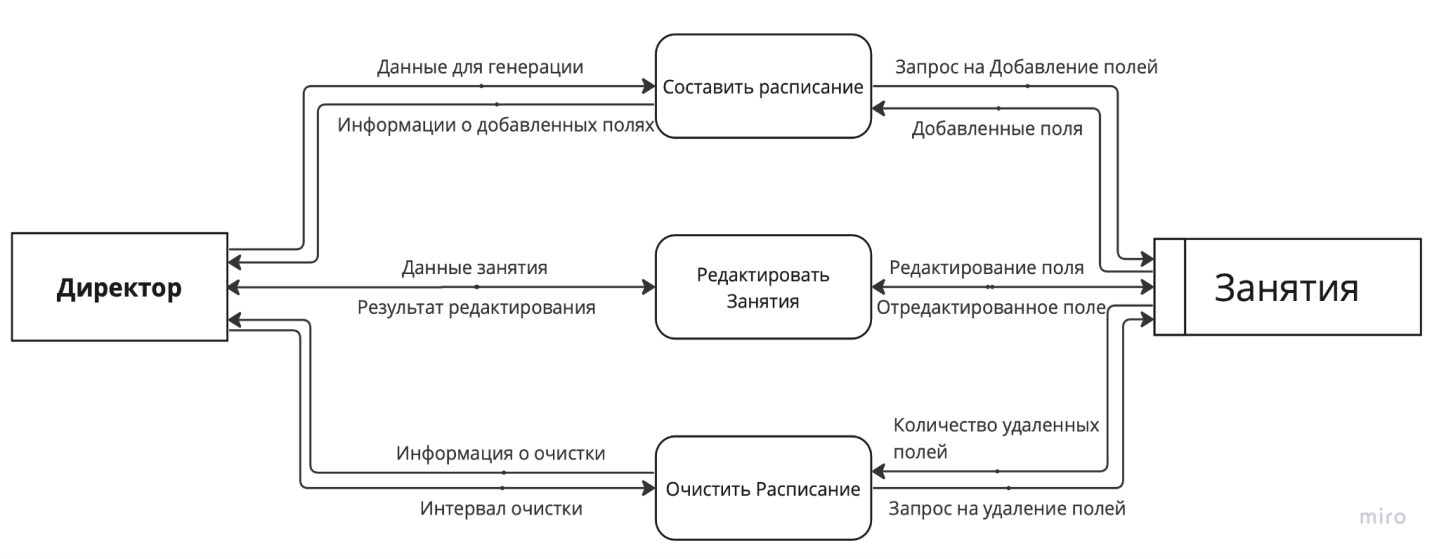 Данные для генерации
Составить расписание
Запрос на Добавление полей
Информации о добавленных полях
Добавленные поля
Директор
Данные занятия
Результат редактирования
Редактировать
Занятия
Редактирование поля
Отредактированное поле
Занятия
Информация о очистки
Интервал очистки
Очистить Расписание
Количество удаленных
полей
Запрос на удаление полей
miro